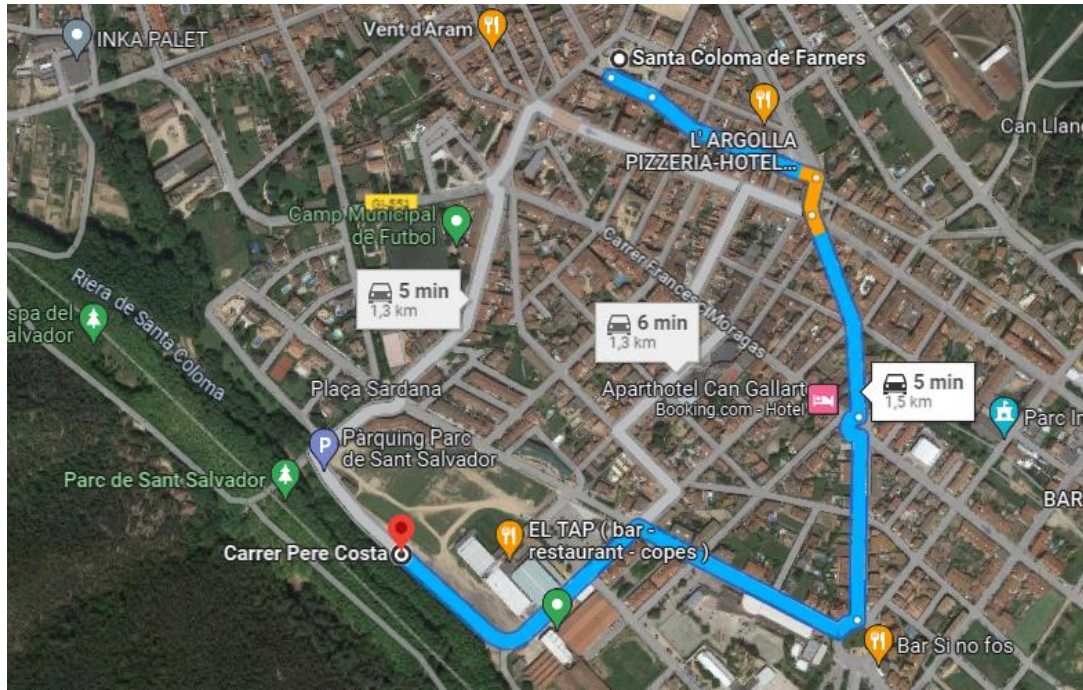 INKA PALET
Vent d'Aram
Santa Coloma de Farners
L'ARGOLLA
PIZZERIA-HOTEL...
Can Llan
GI-551
Camp Municipal
de Futbol
Carrer Francesc Moragas
Riera de Santa Coloma
spa del
alvador
5 min
1,3 km
6 min
1,3 km
5 min
1,5 km
Plaça Sardana
Aparthotel Can Gallart
Booking.com - Hotel
Parc In
Pàrquing Parc
de Sant Salvador
P
Parc de Sant Salvador
BAR
EL TAP ( bar -
restaurant - copes )
Carrer Pere Costa
Bar Si no fos